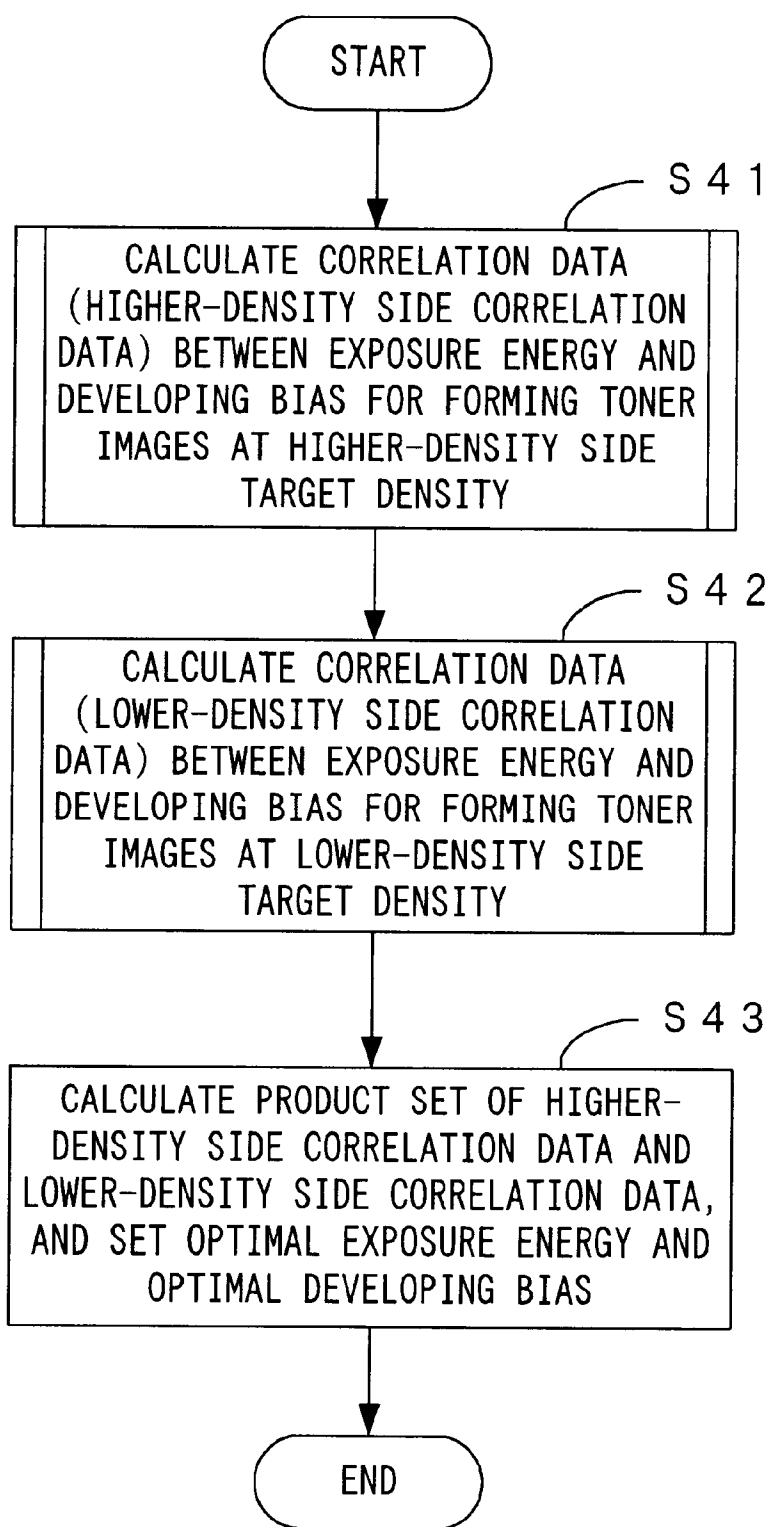 START
S41
CALCULATE CORRELATION DATA
(HIGHER-DENSITY SIDE CORRELATION
DATA) BETWEEN EXPOSURE ENERGY AND
DEVELOPING BIAS FOR FORMING TONER
IMAGES AT HIGHER-DENSITY SIDE
TARGET DENSITY
S42
CALCULATE CORRELATION DATA
(LOWER-DENSITY SIDE CORRELATION
DATA) BETWEEN EXPOSURE ENERGY AND
DEVELOPING BIAS FOR FORMING TONER
IMAGES AT LOWER-DENSITY SIDE
TARGET DENSITY
S43
CALCULATE PRODUCT SET OF HIGHER-
DENSITY SIDE CORRELATION DATA AND
LOWER-DENSITY SIDE CORRELATION DATA,
AND SET OPTIMAL EXPOSURE ENERGY AND
OPTIMAL DEVELOPING BIAS
END